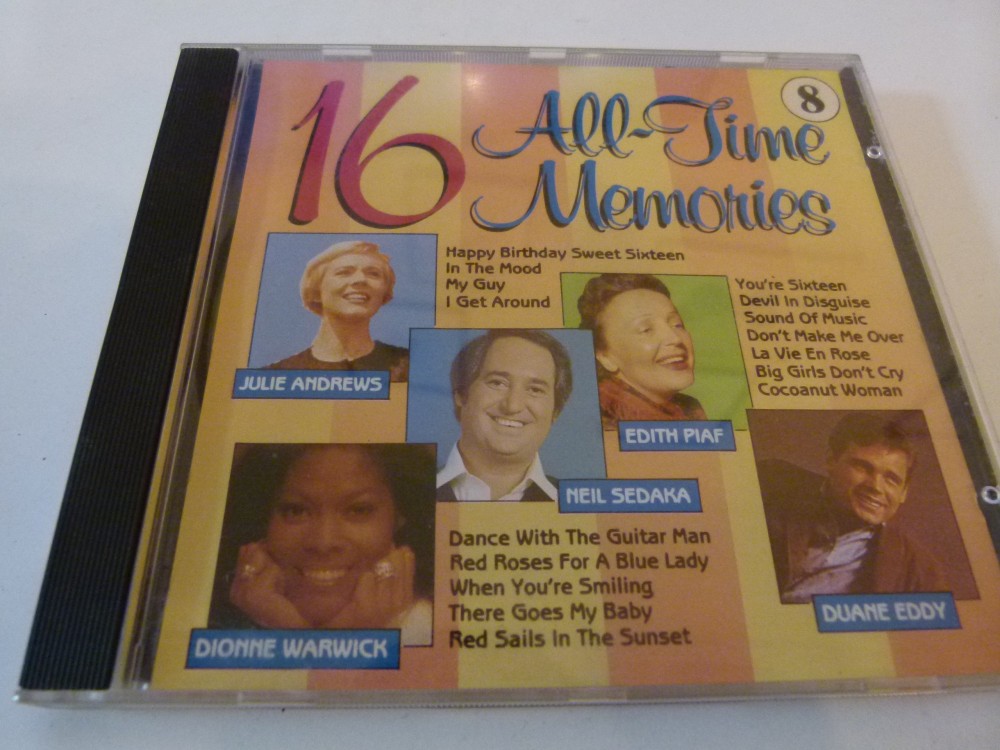 16 All-Time
Memories
8
Happy Birthday Sweet Sixteen
In The Mood
My Guy
I Get Around
You're Sixteen
Devil In Disguise
Sound Of Music
Don't Make Me Over
La Vie En Rose
Big Girls Don't Cry
Cocoanut Woman
JULIE ANDREWS
EDITH PIAF
NEIL SEDAKA
Dance With The Guitar Man
Red Roses For A Blue Lady
When You're Smiling
There Goes My Baby
Red Sails In The Sunset
DUANE EDDY
DIONNE WARWICK